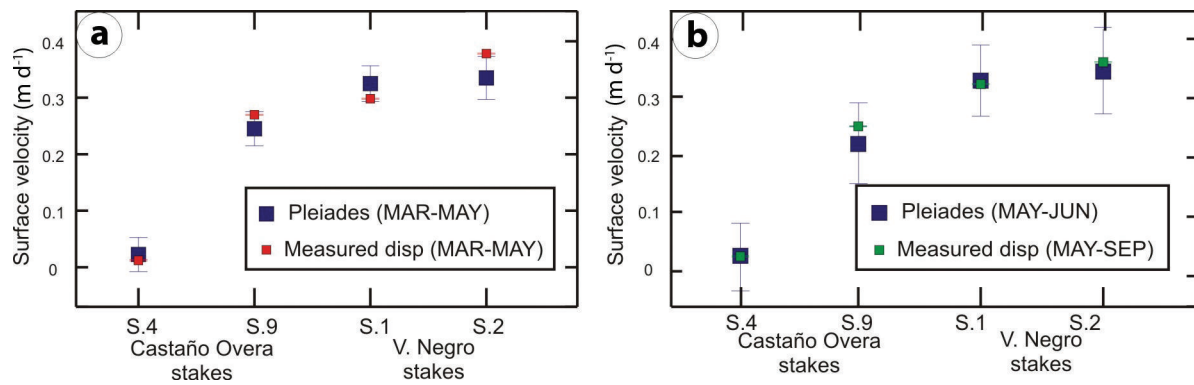 a
Surface velocity (m d⁻¹)
0.4
0.3
0.2
0.1
0
Pleiades (MAR-MAY)
Measured disp (MAR-MAY)
S.4
S.9
S.1
S.2
Castaño Overa
stakes
V. Negro
stakes
b
Surface velocity (m d⁻¹)
0.4
0.3
0.2
0.1
0
Pleiades (MAY-JUN)
Measured disp (MAY-SEP)
S.4
S.9
S.1
S.2
Castaño Overa
stakes
V. Negro
stakes